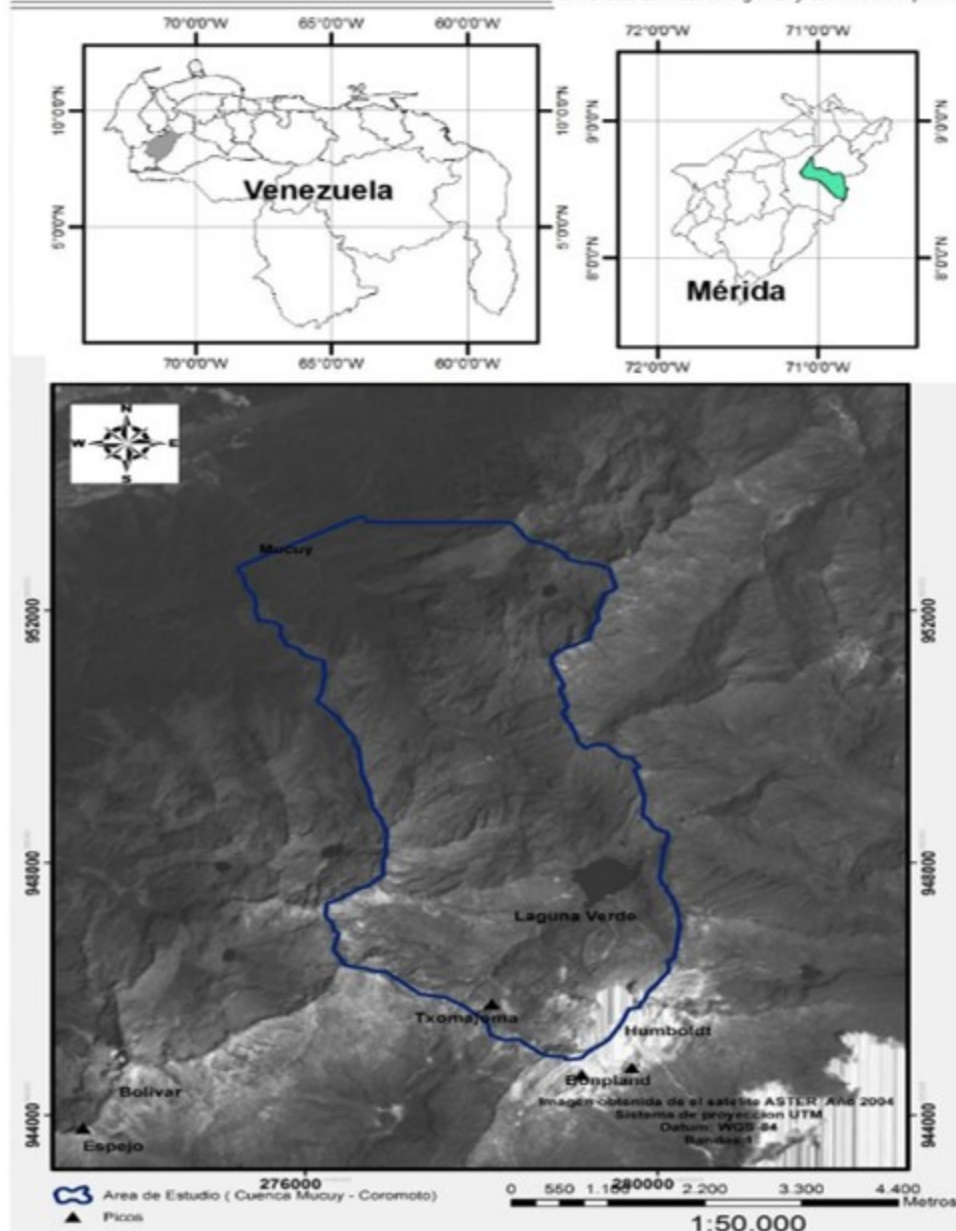 70°0'0"W 65°0'0"W 60°0'0"W
72°0'0"W 71°0'0"W
10°0'0"N
10°0'0"N
9°0'0"N
9°0'0"N
Venezuela
5°0'0"N
5°0'0"N
8°0'0"N
8°0'0"N
Mérida
70°0'0"W 65°0'0"W 60°0'0"W
72°0'0"W 71°0'0"W
N
W E
S
Mucuy
952000
952000
948000
948000
Laguna Verde
Humboldt
Bonpland
Bolivar
Espejo
Imagen obtenida de el satelite ASTER. Año 2004
Sistema de proyeccion UTM
Datum: WGS-84
944000
944000
276000 280000
Area de Estudio ( Cuenca Mucuy - Coromoto)
Picos
0 550 2.200 3.300 4.400
Metros
1:50.000